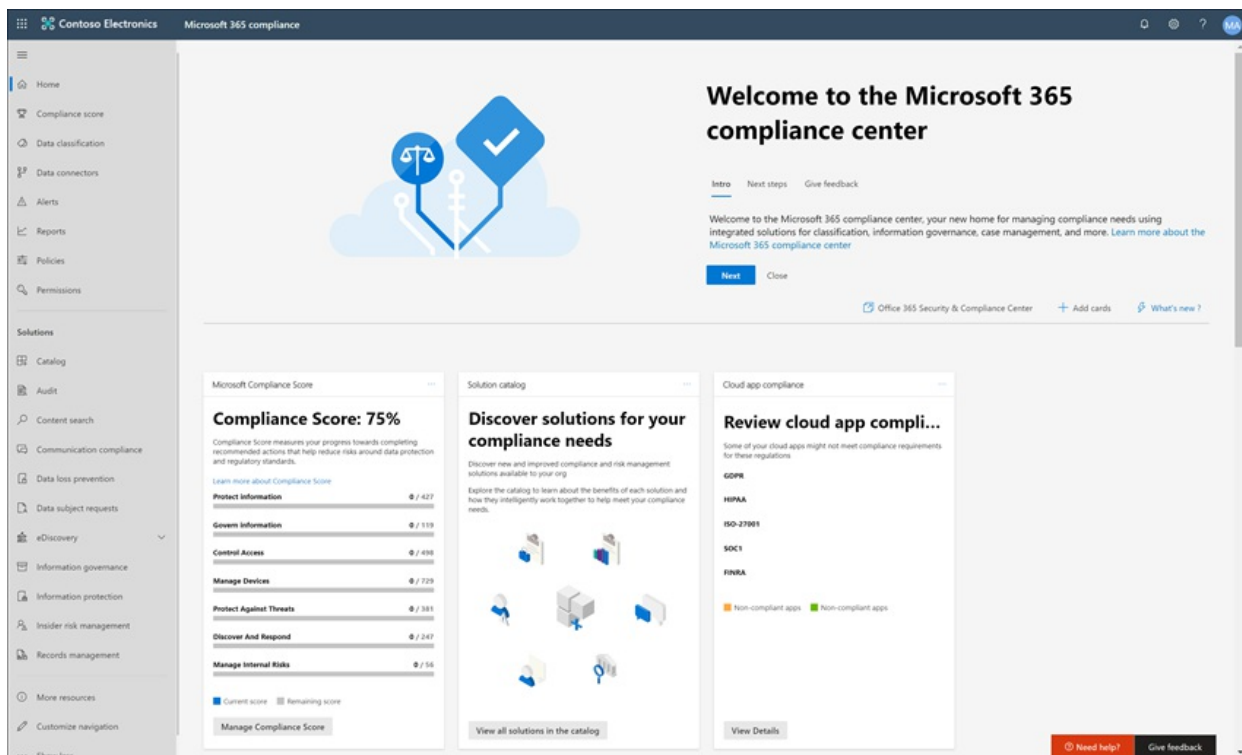 Contoso Electronics
Microsoft 365 compliance
?
MA
Home
Compliance score
Data classification
Data connectors
Alerts
Reports
Policies
Permissions
Solutions
Catalog
Audit
Content search
Communication compliance
Data loss prevention
Data subject requests
eDiscovery
Information governance
Information protection
Insider risk management
Records management
More resources
Customize navigation
Welcome to the Microsoft 365
compliance center
Intro Next steps Give feedback
Welcome to the Microsoft 365 compliance center, your new home for managing compliance needs using
integrated solutions for classification, information governance, case management, and more. Learn more about the
Microsoft 365 compliance center
Next Close
Office 365 Security & Compliance Center + Add cards What's new ?
Microsoft Compliance Score ...
Compliance Score: 75%
Compliance Score measures your progress towards completing
recommended actions that help reduce risks around data protection
and regulatory standards.
Learn more about Compliance Score
Protect information 0 / 427
Govern information 0 / 119
Control Access 0 / 498
Manage Devices 0 / 729
Protect Against Threats 0 / 381
Discover And Respond 0 / 247
Manage Internal Risks 0 / 56
Current score Remaining score
Manage Compliance Score
Solution catalog ...
Discover solutions for your
compliance needs
Discover new and improved compliance and risk management
solutions available to your org
Explore the catalog to learn about the benefits of each solution and
how they intelligently work together to help meet your compliance
needs.
View all solutions in the catalog
Cloud app compliance ...
Review cloud app compli...
Some of your cloud apps might not meet compliance requirements
for these regulations
GDPR
HIPAA
ISO-27001
SOC1
FINRA
Non-compliant apps Non-compliant apps
View Details
Need help? Give feedback